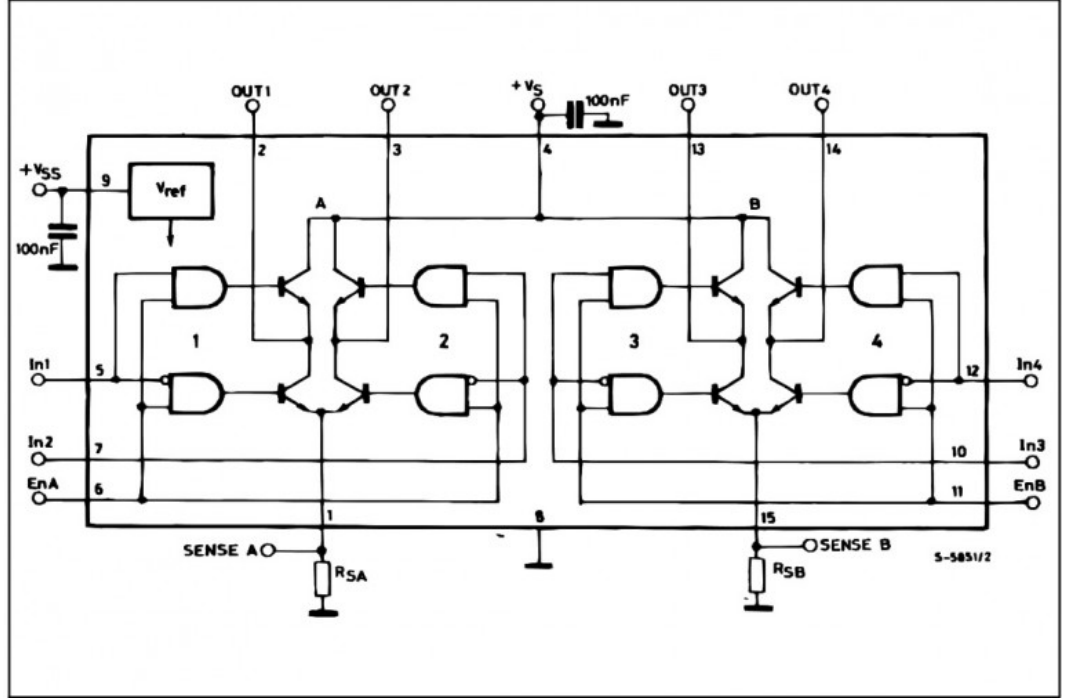 OUT1
OUT2
+VS
100nF
OUT3
OUT4
2
3
4
13
14
+VSS
9
Vref
A
B
100nF
1
2
3
4
In1
5
12
In4
In2
7
10
In3
EnA
6
11
EnB
1
8
15
SENSE A
SENSE B
S-5851/2
RSA
RSB